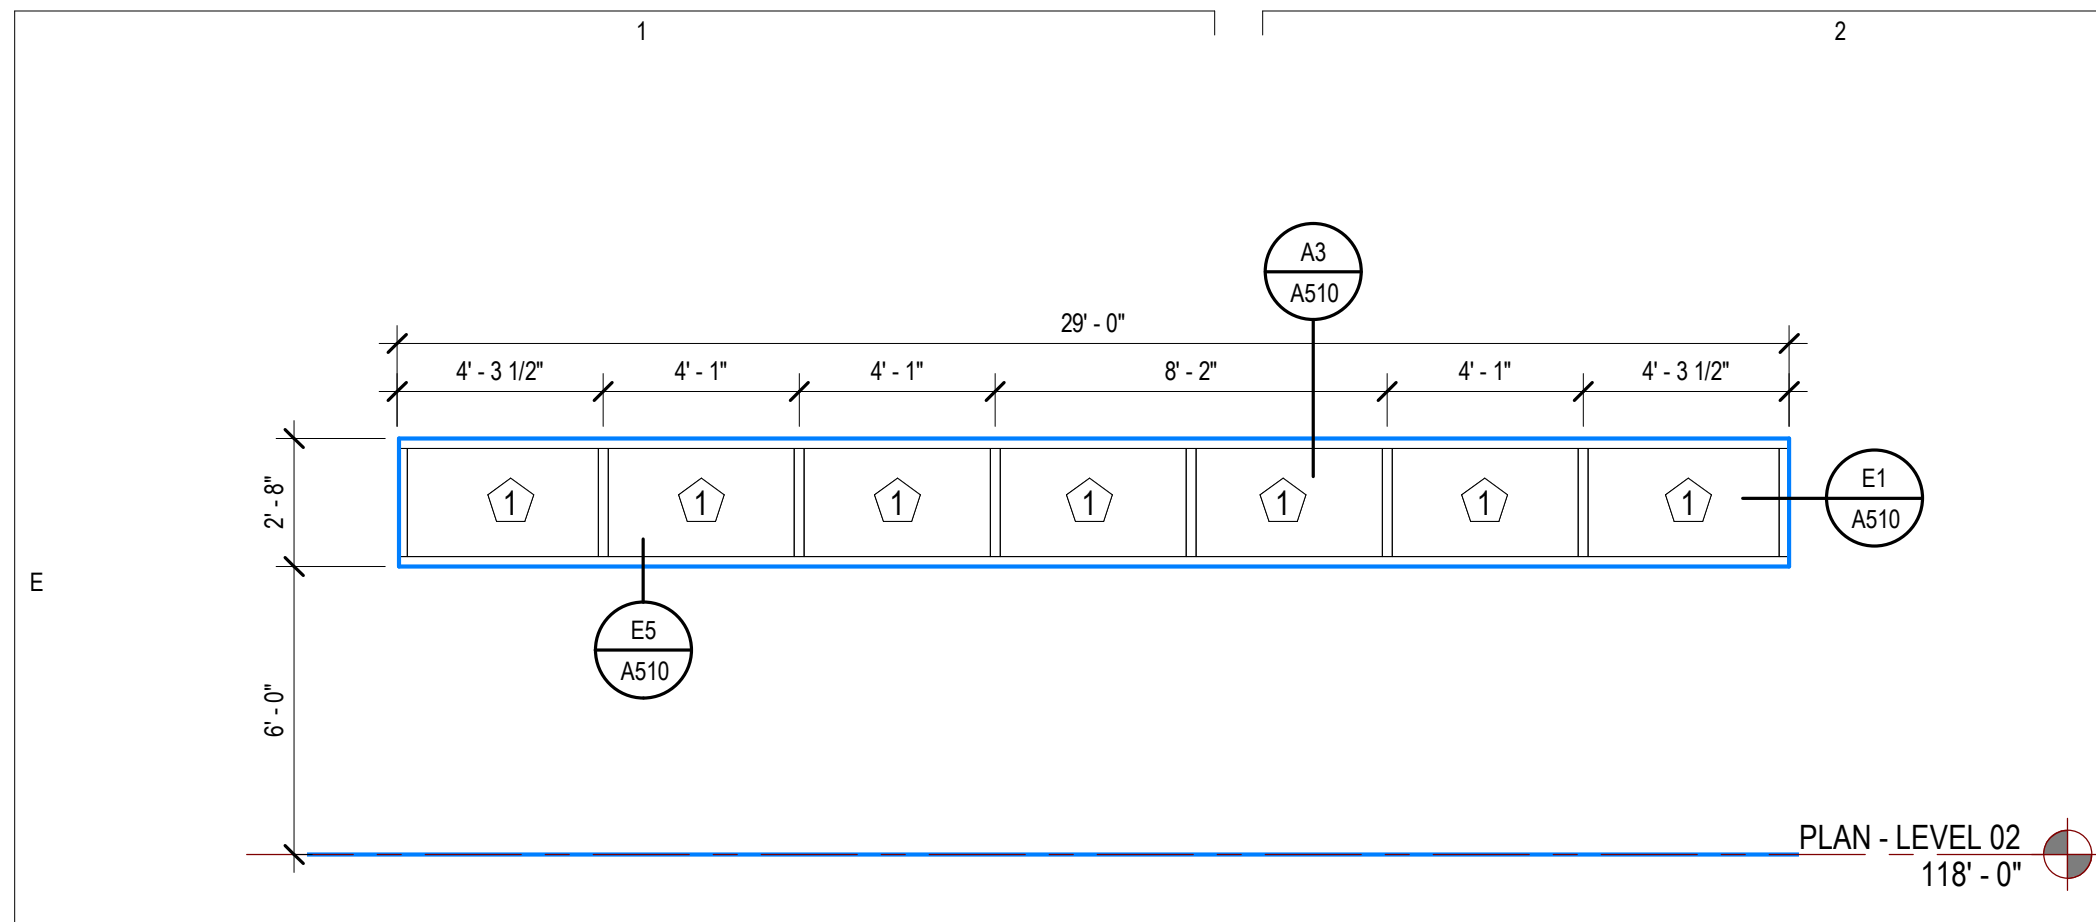 1
2
A3
A510
29' - 0"
4' - 3 1/2"
4' - 1"
4' - 1"
8' - 2"
4' - 1"
4' - 3 1/2"
2' - 8"
1
1
1
1
1
1
1
E1
A510
E
E5
A510
6' - 0"
PLAN - LEVEL 02
118' - 0"